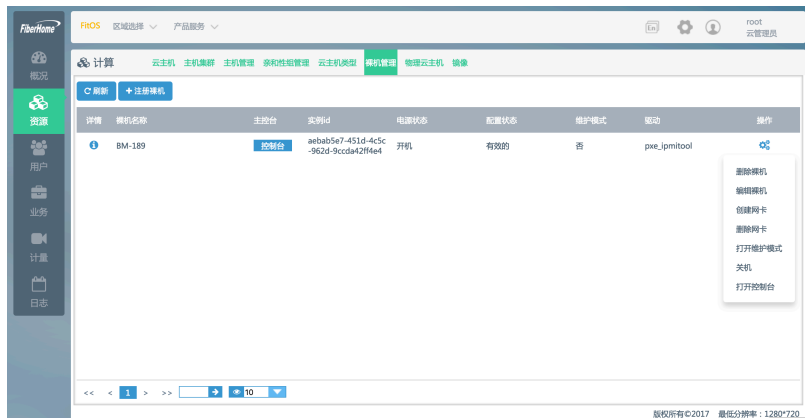 FiberHome
FitOS 区域选择 产品服务 En root
云管理员
概况
资源
用户
业务
计量
日志
计算 云主机 主机集群 主机管理 亲和性组管理 云主机类型 裸机管理 物理云主机 镜像
刷新 +注册裸机
详情 裸机名称 主控台 实例id 电源状态 配置状态 维护模式 驱动 操作
BM-189 控制台 aebab5e7-451d-4c5c
-962d-9ccda42ff4e4 开机 有效的 否 pxe_ipmitool
删除裸机
编辑裸机
创建网卡
删除网卡
打开维护模式
关机
打开控制台
<< < 1 > >> 10
版权所有©2017 最低分辨率：1280*720